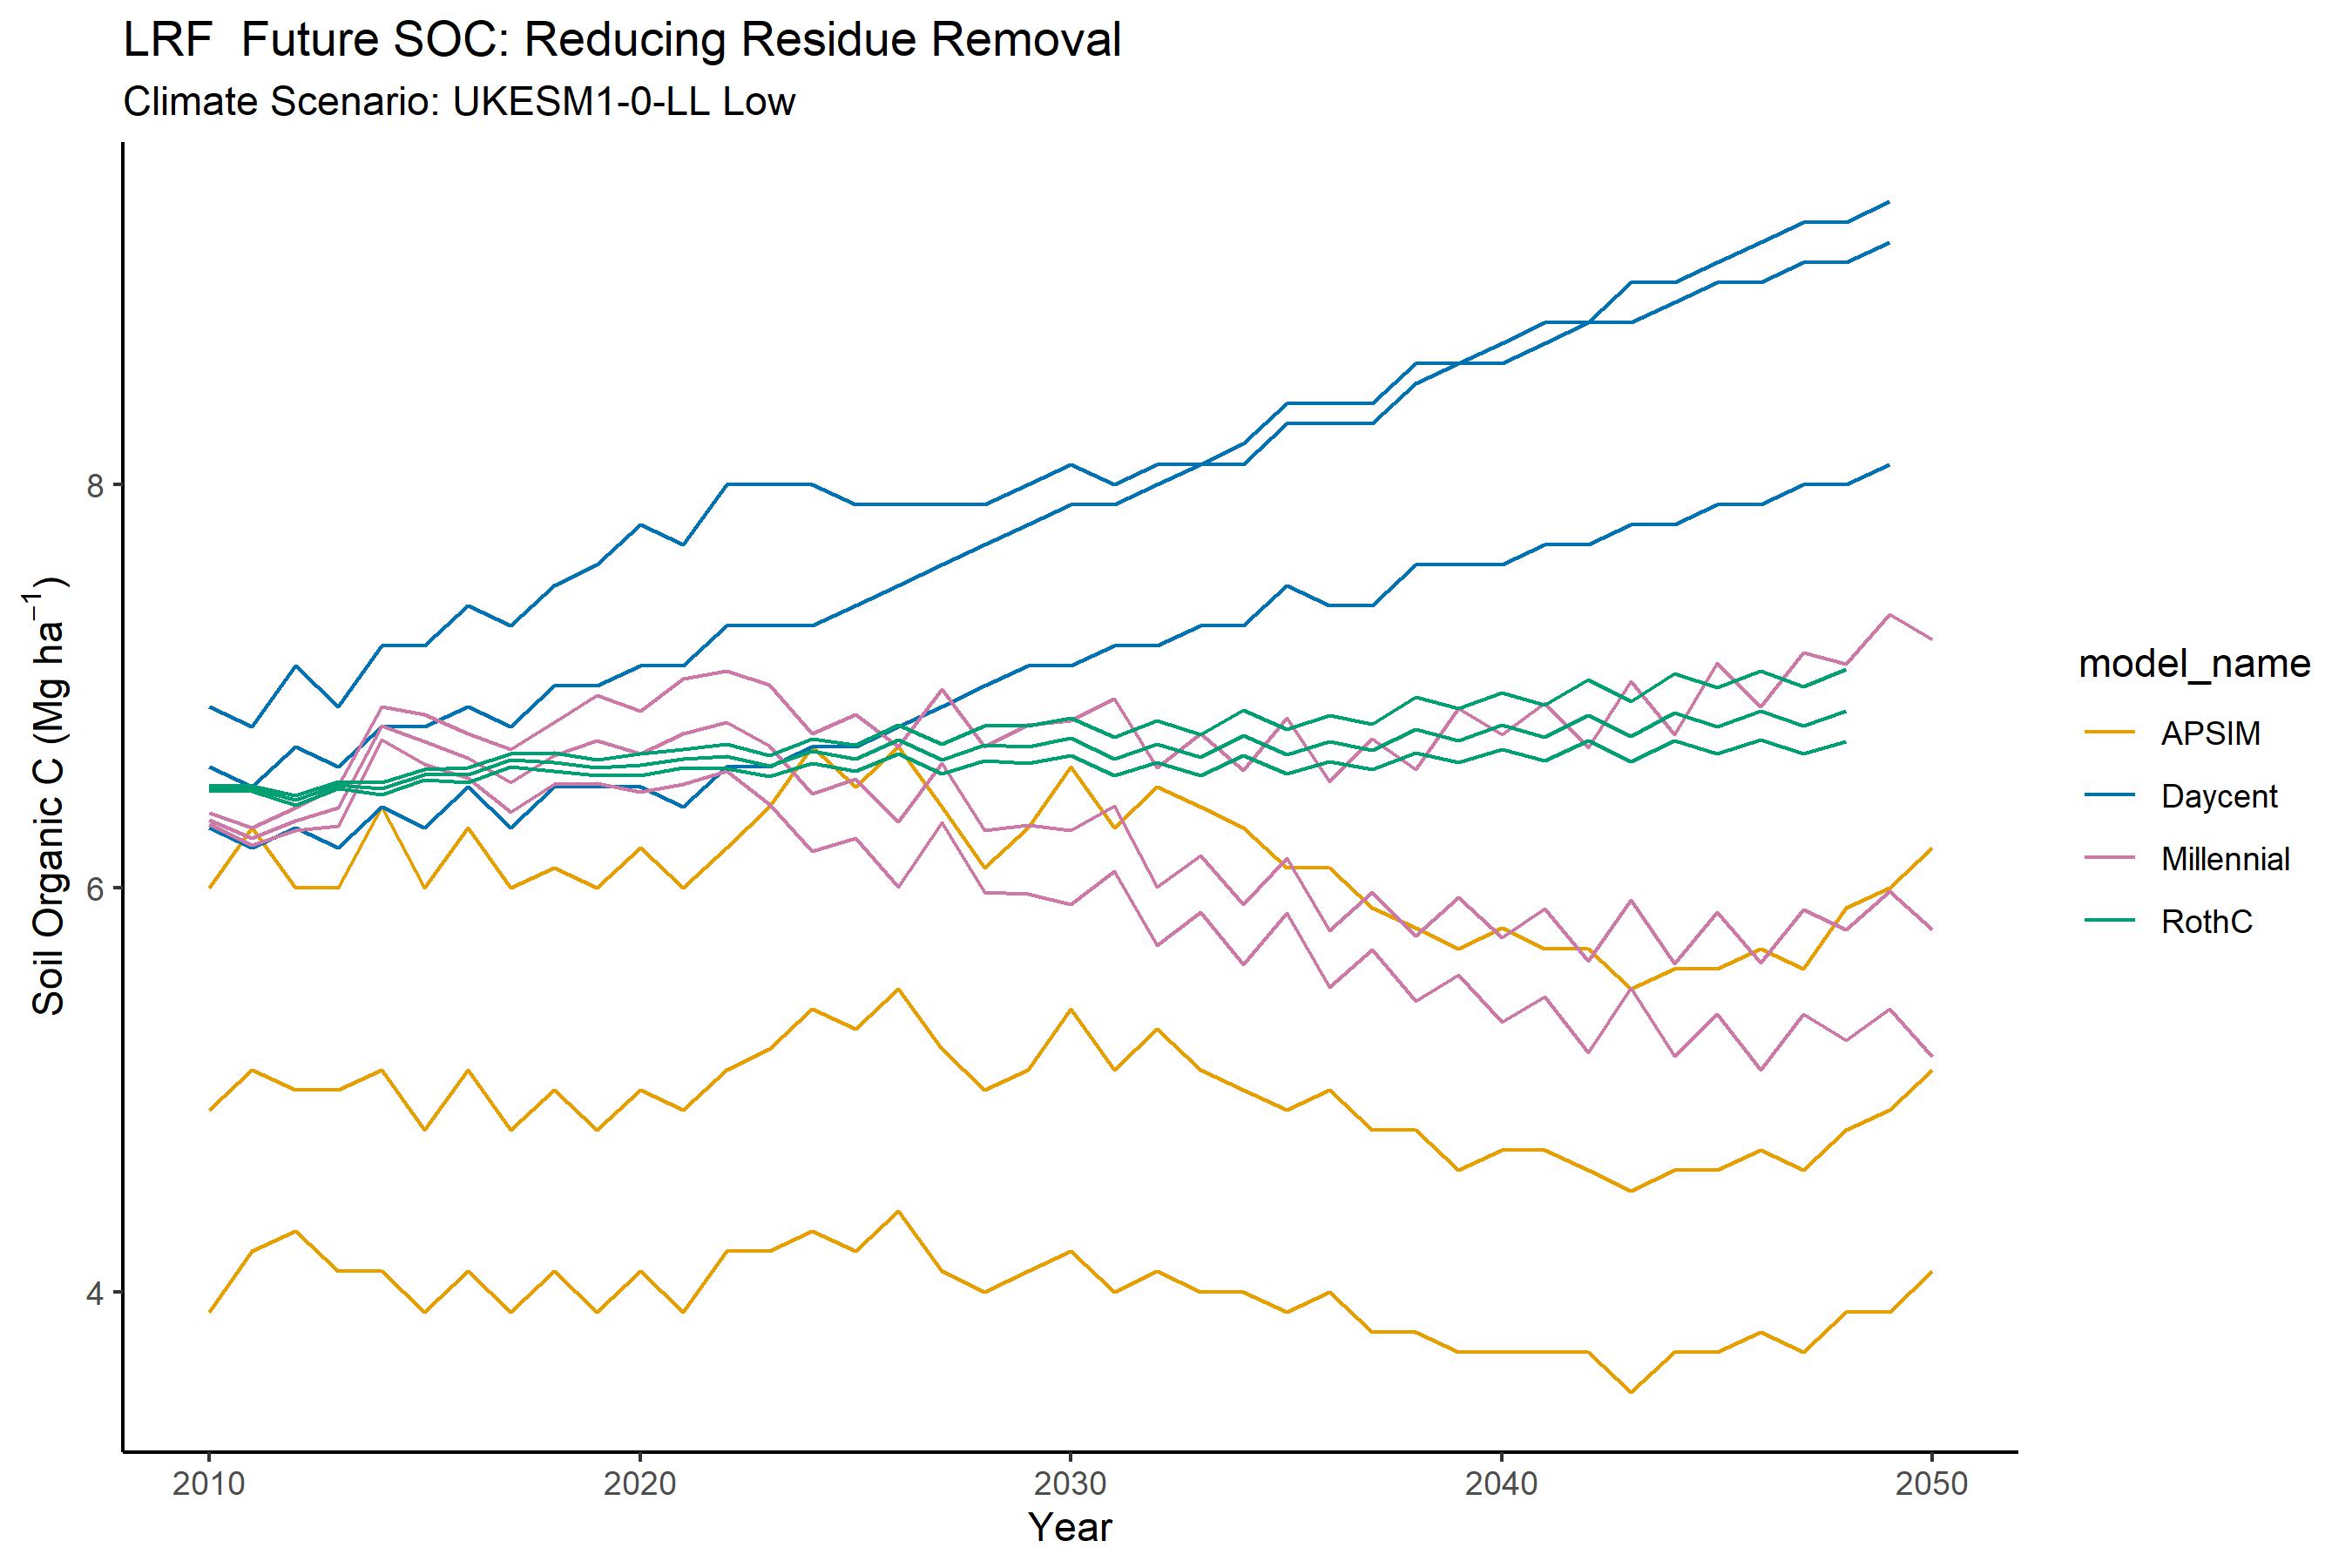 LRF  Future SOC: Reducing Residue Removal
Climate Scenario: UKESM1-0-LL Low
Soil Organic C (Mg ha⁻¹)
8
6
4
2010
2020
2030
2040
2050
Year
model_name
APSIM
Daycent
Millennial
RothC